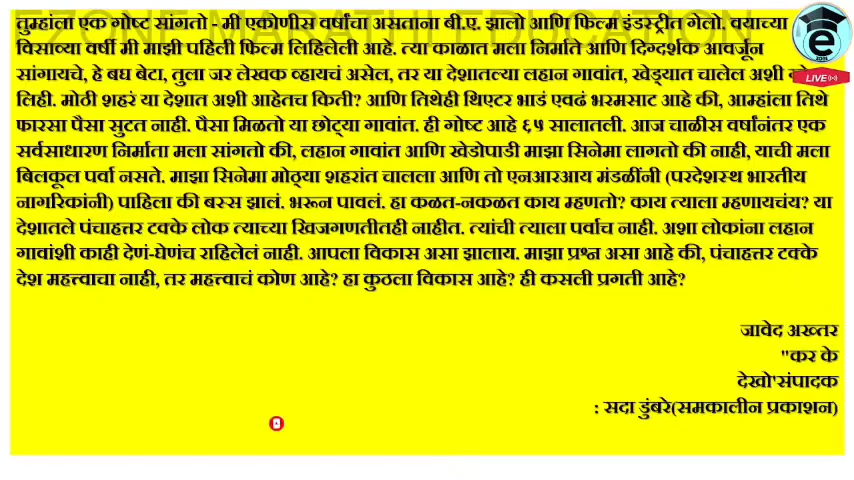 EZONE MARATHI EDUCATION
तुम्हांला एक गोष्ट सांगतो - मी एकोणीस वर्षांचा असताना बी.ए. झालो आणि फिल्म इंडस्ट्रीत गेलो. वयाच्या
विसाव्या वर्षी मी माझी पहिली फिल्म लिहिलेली आहे. त्या काळात मला निर्माते आणि दिग्दर्शक आवर्जून
सांगायचे, हे बघ बेटा, तुला जर लेखक व्हायचं असेल, तर या देशातल्या लहान गावांत, खेड्यात चालेल अशी
लिही. मोठी शहरं या देशात अशी आहेतच किती? आणि तिथेही थिएटर भाडं एवढं भरमसाट आहे की, आम्हांला तिथे
फारसा पैसा सुटत नाही. पैसा मिळतो या छोट्या गावांत. ही गोष्ट आहे ६५ सालातली. आज चाळीस वर्षांनंतर एक
सर्वसाधारण निर्माता मला सांगतो की, लहान गावांत आणि खेडोपाडी माझा सिनेमा लागतो की नाही, याची मला
बिलकूल पर्वा नसते. माझा सिनेमा मोठ्या शहरांत चालला आणि तो एनआरआय मंडळींनी (परदेशस्थ भारतीय
नागरिकांनी) पाहिला की बस्स झालं. भरून पावलं. हा कळत-नकळत काय म्हणतो? काय त्याला म्हणायचंय? या
देशातले पंचाहत्तर टक्के लोक त्याच्या खिजगणतीतही नाहीत. त्यांची त्याला पर्वाच नाही. अशा लोकांना लहान
गावांशी काही देणं-घेणंच राहिलेलं नाही. आपला विकास असा झालाय. माझा प्रश्न असा आहे की, पंचाहत्तर टक्के
देश महत्त्वाचा नाही, तर महत्त्वाचं कोण आहे? हा कुठला विकास आहे? ही कसली प्रगती आहे?
जावेद अख्तर
"कर के
देखो'संपादक
: सदा डुंबरे(समकालीन प्रकाशन)
e
ZONE
LIVE